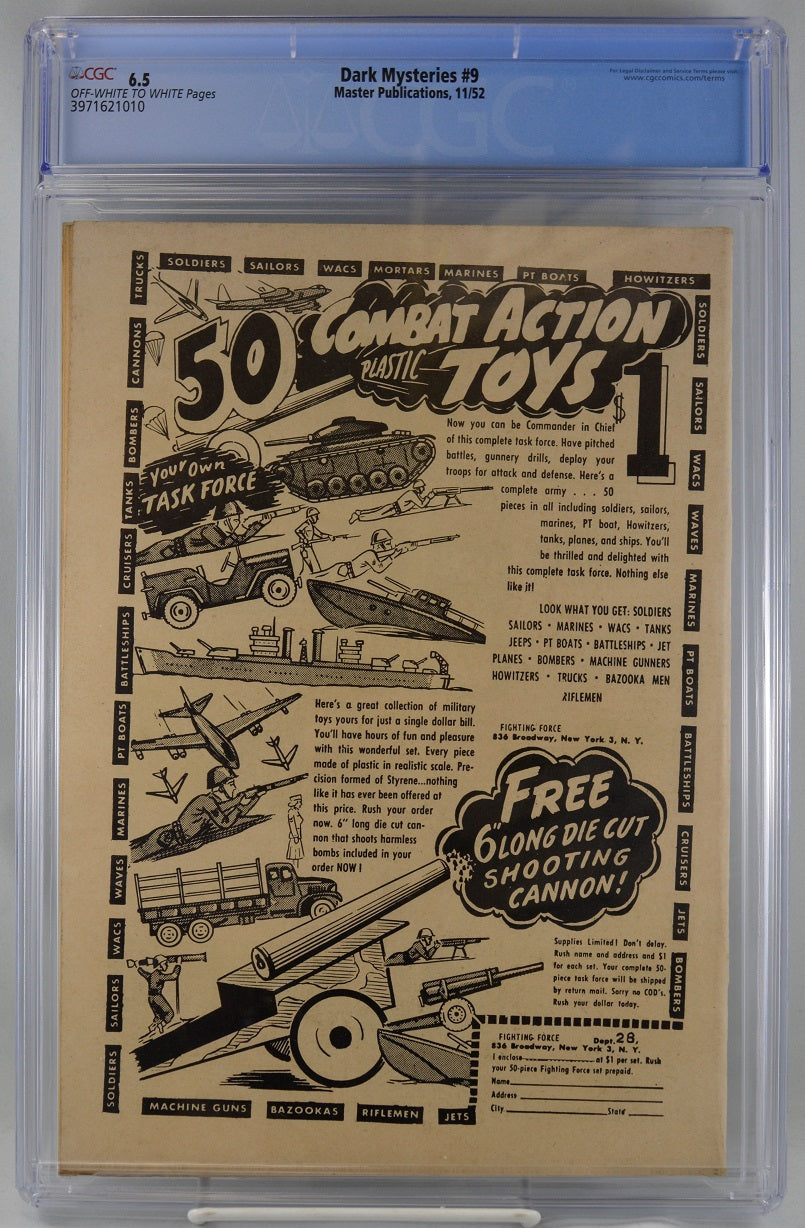 CGC 6.5
OFF-WHITE TO WHITE Pages
3971621010
Dark Mysteries #9
Master Publications, 11/52
For Legal Disclaimer and Service Terms please visit:
www.cgccomics.com/terms
CGC
SOLDIERS SAILORS WACS MORTARS MARINES PT BOATS HOWITZERS
TRUCKS
CANNONS
BOMBERS
TANKS
CRUISERS
BATTLESHIPS
PT BOATS
MARINES
WAVES
WACS
SAILORS
SOLDIERS
50 COMBAT ACTION
PLASTIC TOYS
$1
Your Own
TASK FORCE
Now you can be Commander in Chief
of this complete task force. Have pitched
battles, gunnery drills, deploy your
troops for attack and defense. Here's a
complete army . . . 50
pieces in all including soldiers, sailors,
marines, PT boat, Howitzers,
tanks, planes, and ships. You'll
be thrilled and delighted with
this complete task force. Nothing else
like it!
LOOK WHAT YOU GET: SOLDIERS
SAILORS • MARINES • WACS • TANKS
JEEPS • PT BOATS • BATTLESHIPS • JET
PLANES • BOMBERS • MACHINE GUNNERS
HOWITZERS • TRUCKS • BAZOOKA MEN
RIFLEMEN
Here's a great collection of military
toys yours for just a single dollar bill.
You'll have hours of fun and pleasure
with this wonderful set. Every piece
made of plastic in realistic scale. Pre-
cision formed of Styrene...nothing
like it has ever been offered at
this price. Rush your order
now. 6" long die cut can-
non that shoots harmless
bombs included in your
order NOW!
FIGHTING FORCE
836 Broadway, New York 3, N. Y.
FREE
6" LONG DIE CUT
SHOOTING
CANNON!
Supplies Limited! Don't delay.
Rush name and address and $1
for each set. Your complete 50-
piece task force will be shipped
by return mail. Sorry no COD's.
Rush your dollar today.
FIGHTING FORCE Dept. 28,
836 Broadway, New York 3, N. Y.
I enclose at $1 per set. Rush
your 50-piece Fighting Force set prepaid.
Name
Address
City State
SOLDIERS
SAILORS
WACS
WAVES
MARINES
PT BOATS
BATTLESHIPS
CRUISERS
JETS
BOMBERS
MACHINE GUNS BAZOOKAS RIFLEMEN JETS